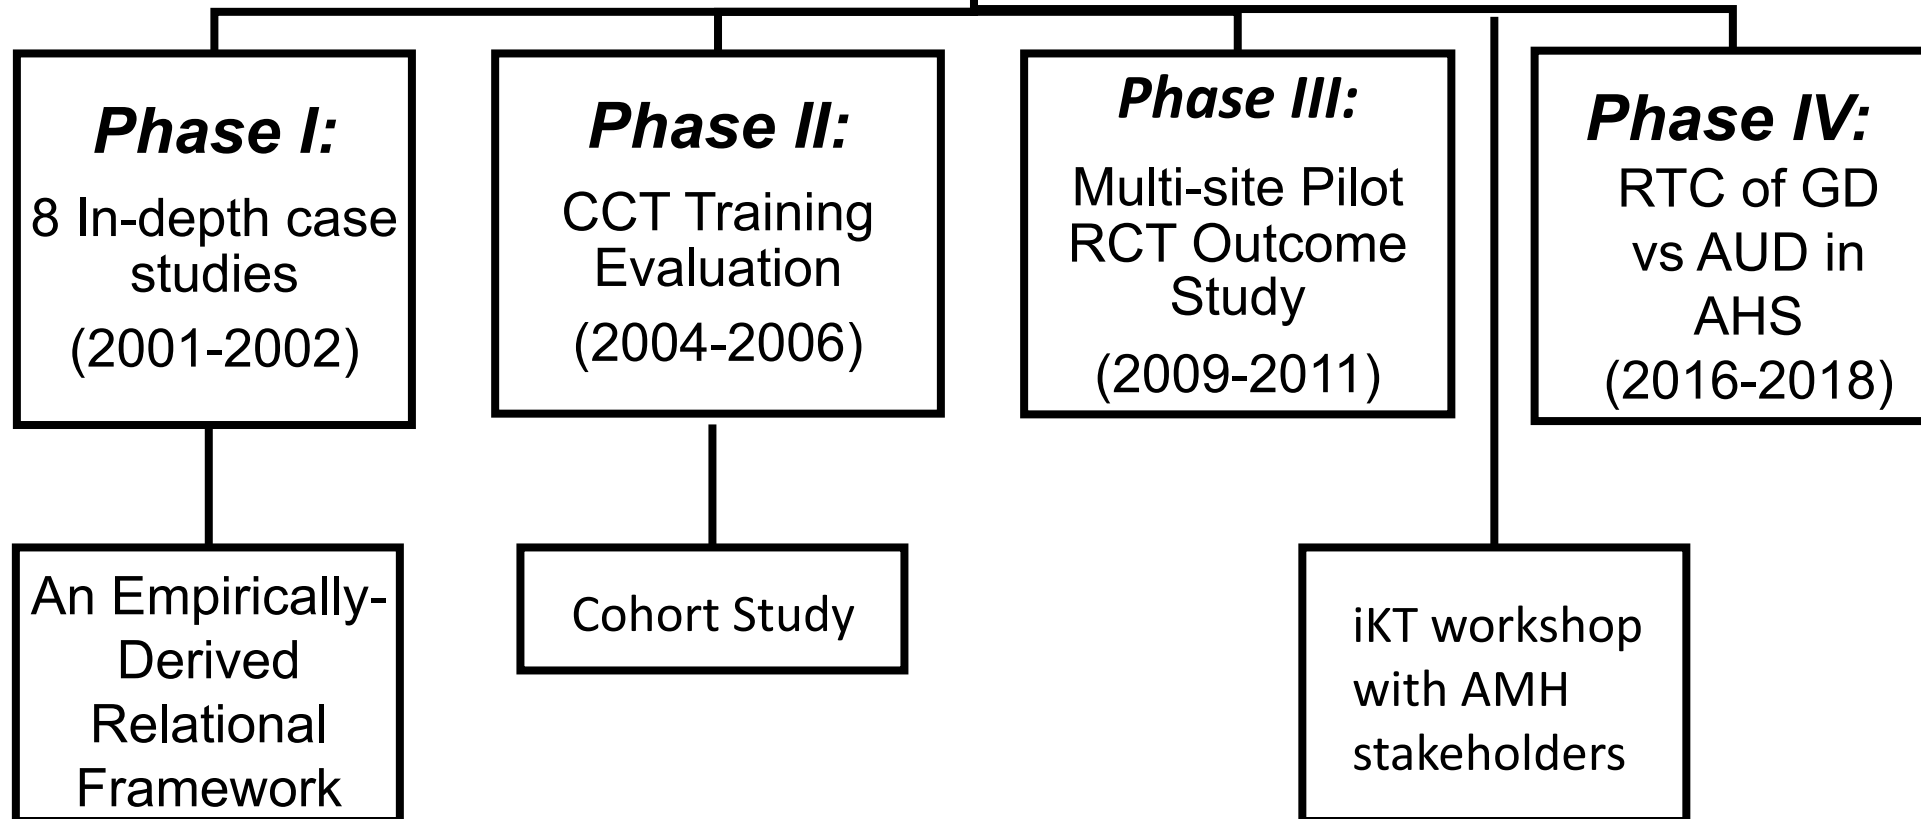 Phase I:
8 In-depth case
studies
(2001-2002)
Phase II:
CCT Training
Evaluation
(2004-2006)
Phase III:
Multi-site Pilot
RCT Outcome
Study
(2009-2011)
Phase IV:
RTC of GD
vs AUD in
AHS
(2016-2018)
An Empirically-
Derived
Relational
Framework
Cohort Study
iKT workshop
with AMH
stakeholders